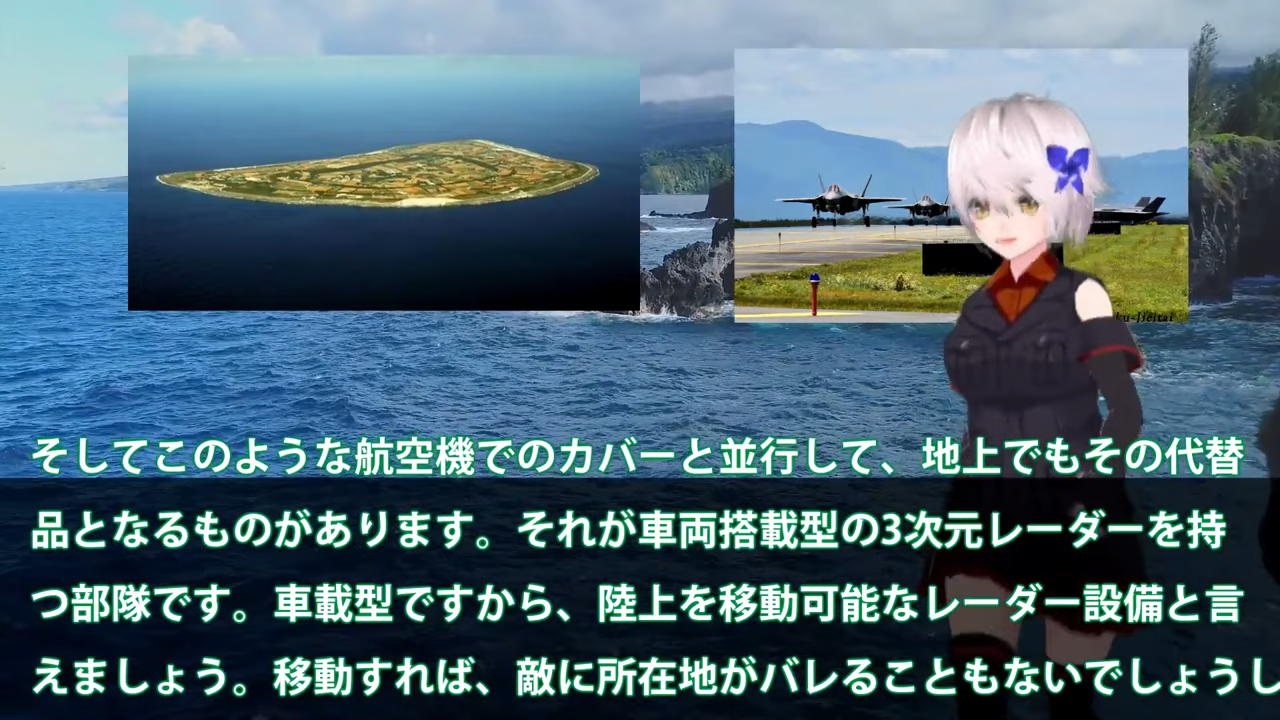 そしてこのような航空機でのカバーと並行して、地上でもその代替
品となるものがあります。それが車両搭載型の3次元レーダーを持
つ部隊です。車載型ですから、陸上を移動可能なレーダー設備と言
えましょう。移動すれば、敵に所在地がバレることもないでしょうし